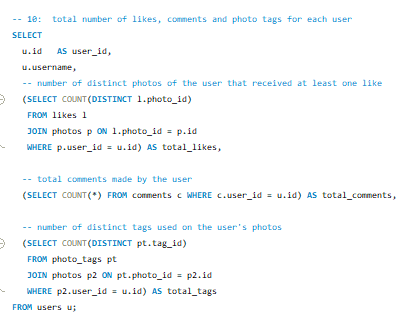 -- 10:  total number of likes, comments and photo tags for each user
SELECT
  u.id   AS user_id,
  u.username,
  -- number of distinct photos of the user that received at least one like
  (SELECT COUNT(DISTINCT l.photo_id)
   FROM likes l
   JOIN photos p ON l.photo_id = p.id
   WHERE p.user_id = u.id) AS total_likes,

  -- total comments made by the user
  (SELECT COUNT(*) FROM comments c WHERE c.user_id = u.id) AS total_comments,

  -- number of distinct tags used on the user's photos
  (SELECT COUNT(DISTINCT pt.tag_id)
   FROM photo_tags pt
   JOIN photos p2 ON pt.photo_id = p2.id
   WHERE p2.user_id = u.id) AS total_tags
FROM users u;